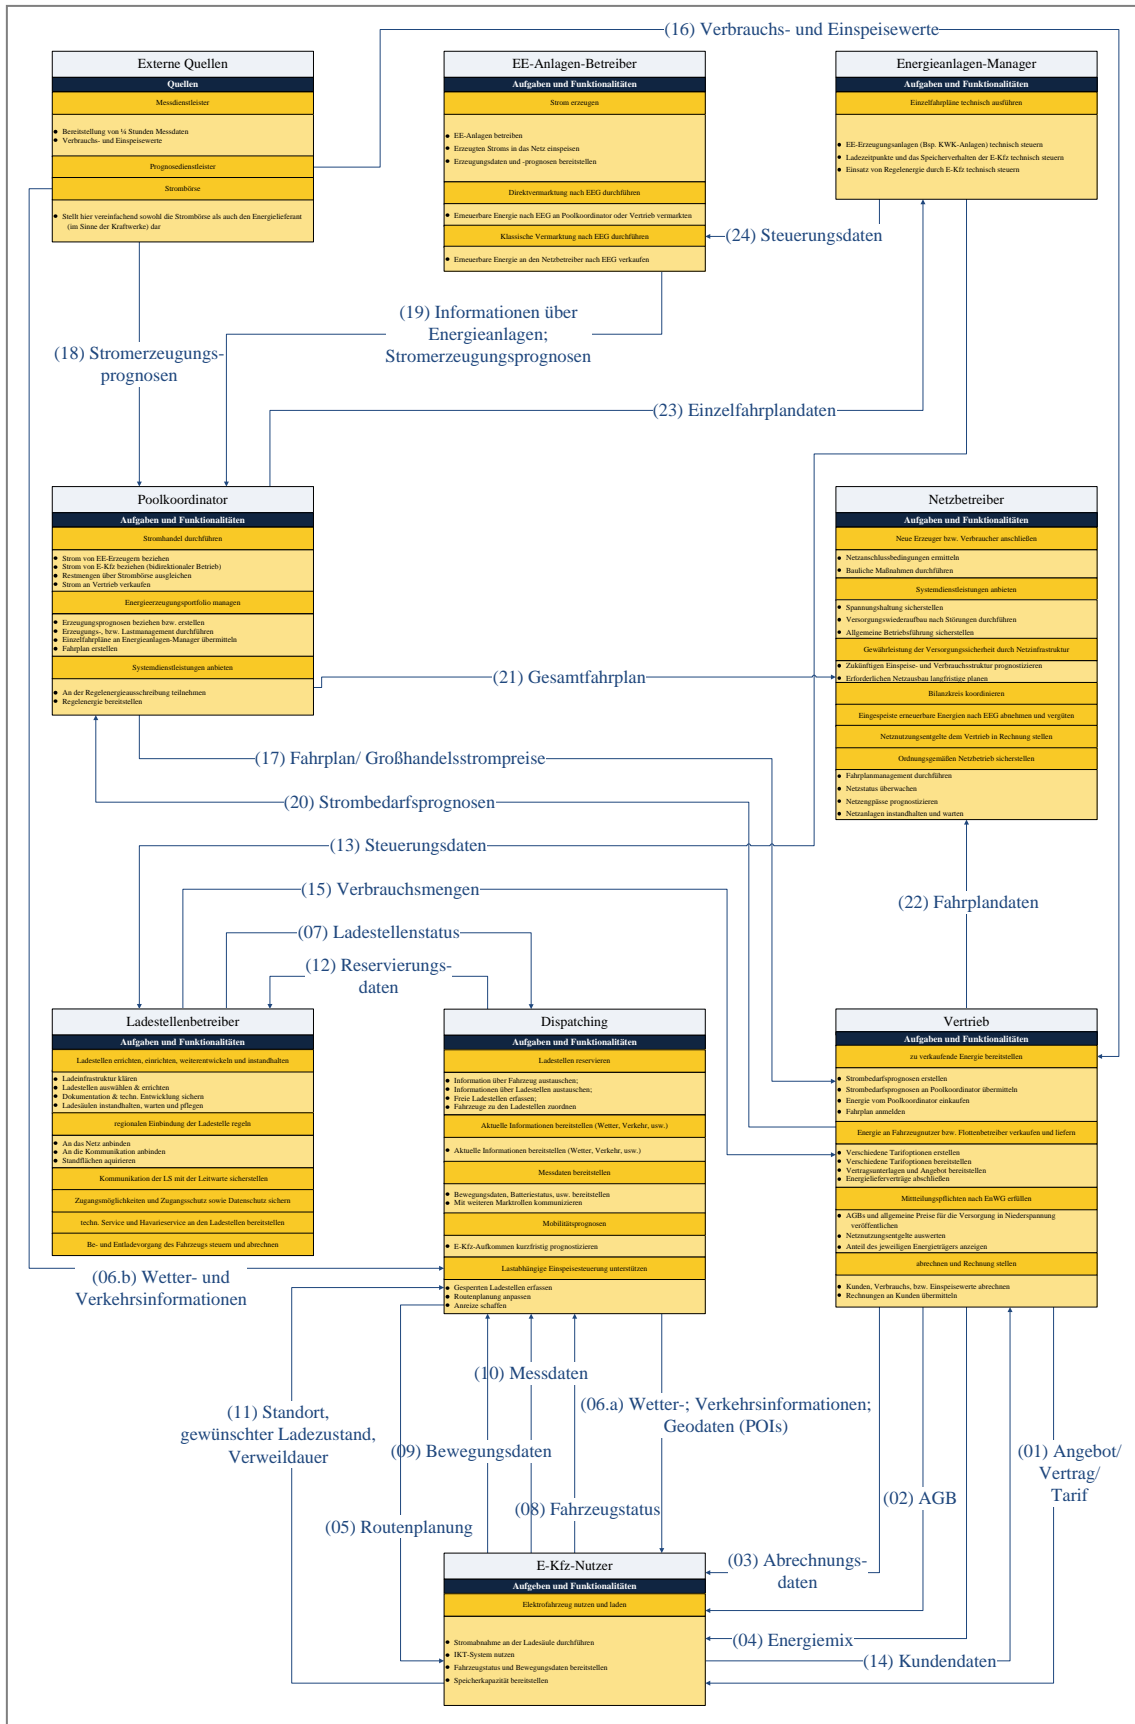 (16) Verbrauchs- und Einspeisewerte
Externe Quellen
Quellen
Messdienstleister
Bereitstellung von ¼ Stunden Messdaten
Verbrauchs- und Einspeisewerte
Prognosedienstleister
Strombörse
Stellt hier vereinfachend sowohl die Strombörse als auch den Energielieferant
(im Sinne der Kraftwerke) dar
EE-Anlagen-Betreiber
Aufgaben und Funktionalitäten
Strom erzeugen
EE-Anlagen betreiben
Erzeugten Stroms in das Netz einspeisen
Erzeugungsdaten und -prognosen bereitstellen
Direktvermarktung nach EEG durchführen
Erneuerbare Energie nach EEG an Poolkoordinator oder Vertrieb vermarkten
Klassische Vermarktung nach EEG durchführen
Erneuerbare Energie an den Netzbetreiber nach EEG verkaufen
Energieanlagen-Manager
Aufgaben und Funktionalitäten
Einzelfahrpläne technisch ausführen
EE-Erzeugungsanlagen (Bsp. KWK-Anlagen) technisch steuern
Ladezeitpunkte und das Speicherverhalten der E-Kfz technisch steuern
Einsatz von Regelenergie durch E-Kfz technisch steuern
(24) Steuerungsdaten
(19) Informationen über
Energieanlagen;
Stromerzeugungsprognosen
(18) Stromerzeugungs-
prognosen
(23) Einzelfahrplandaten
Poolkoordinator
Aufgaben und Funktionalitäten
Stromhandel durchführen
Strom von EE-Erzeugern beziehen
Strom von E-Kfz beziehen (bidirektionaler Betrieb)
Restmengen über Strombörse ausgleichen
Strom an Vertrieb verkaufen
Energieerzeugungsportfolio managen
Erzeugungsprognosen beziehen bzw. erstellen
Erzeugungs-, bzw. Lastmanagement durchführen
Einzelfahrpläne an Energieanlagen-Manager übermitteln
Fahrplan erstellen
Systemdienstleistungen anbieten
An der Regelenergieausschreibung teilnehmen
Regelenergie bereitstellen
Netzbetreiber
Aufgaben und Funktionalitäten
Neue Erzeuger bzw. Verbraucher anschließen
Netzanschlussbedingungen ermitteln
Bauliche Maßnahmen durchführen
Systemdienstleistungen anbieten
Spannungshaltung sicherstellen
Versorgungswiederaufbau nach Störungen durchführen
Allgemeine Betriebsführung sicherstellen
Gewährleistung der Versorgungssicherheit durch Netzinfrastruktur
Zukünftigen Einspeise- und Verbrauchsstruktur prognostizieren
Erforderlichen Netzausbau langfristige planen
Bilanzkreis koordinieren
Eingespeiste erneuerbare Energien nach EEG abnehmen und vergüten
Netznutzungsentgelte dem Vertrieb in Rechnung stellen
Ordnungsgemäßen Netzbetrieb sicherstellen
Fahrplanmanagement durchführen
Netzstatus überwachen
Netzengpässe prognostizieren
Netzanlagen instandhalten und warten
(21) Gesamtfahrplan
(17) Fahrplan/ Großhandelsstrompreise
(20) Strombedarfsprognosen
(13) Steuerungsdaten
(15) Verbrauchsmengen
(22) Fahrplandaten
(07) Ladestellenstatus
(12) Reservierungs-
daten
Ladestellenbetreiber
Aufgaben und Funktionalitäten
Ladestellen errichten, einrichten, weiterentwickeln und instandhalten
Ladeinfrastruktur klären
Ladestellen auswählen & errichten
Dokumentation & techn. Entwicklung sichern
Ladesäulen instandhalten, warten und pflegen
regionalen Einbindung der Ladestelle regeln
An das Netz anbinden
An die Kommunikation anbinden
Standflächen aquirieren
Kommunikation der LS mit der Leitwarte sicherstellen
Zugangsmöglichkeiten und Zugangsschutz sowie Datenschutz sichern
techn. Service und Havarieservice an den Ladestellen bereitstellen
Be- und Entladevorgang des Fahrzeugs steuern und abrechnen
Dispatching
Aufgaben und Funktionalitäten
Ladestellen reservieren
Information über Fahrzeug austauschen;
Informationen über Ladestellen austauschen;
Freie Ladestellen erfassen;
Fahrzeuge zu den Ladestellen zuordnen
Aktuelle Informationen bereitstellen (Wetter, Verkehr, usw.)
Aktuelle Informationen bereitstellen (Wetter, Verkehr, usw.)
Messdaten bereitstellen
Bewegungsdaten, Batteriestatus, usw. bereitstellen
Mit weiteren Marktrollen kommunizieren
Mobilitätsprognosen
E-Kfz-Aufkommen kurzfristig prognostizieren
Lastabhängige Einspeisesteuerung unterstützen
Gesperrten Ladestellen erfassen
Routenplanung anpassen
Anreize schaffen
Vertrieb
Aufgaben und Funktionalitäten
zu verkaufende Energie bereitstellen
Strombedarfsprognosen erstellen
Strombedarfsprognosen an Poolkoordinator übermitteln
Energie vom Poolkoordinator einkaufen
Fahrplan anmelden
Energie an Fahrzeugnutzer bzw. Flottenbetreiber verkaufen und liefern
Verschiedene Tarifoptionen erstellen
Verschiedene Tarifoptionen bereitstellen
Vertragsunterlagen und Angebot bereitstellen
Energielieferverträge abschließen
Mittteilungspflichten nach EnWG erfüllen
AGBs und allgemeine Preise für die Versorgung in Niederspannung
veröffentlichen
Netznutzungsentgelte auswerten
Anteil des jeweiligen Energieträgers anzeigen
abrechnen und Rechnung stellen
Kunden, Verbrauchs, bzw. Einspeisewerte abrechnen
Rechnungen an Kunden übermitteln
(06.b) Wetter- und
Verkehrsinformationen
(10) Messdaten
(06.a) Wetter-; Verkehrsinformationen;
Geodaten (POIs)
(11) Standort,
gewünschter Ladezustand,
Verweildauer
(09) Bewegungsdaten
(01) Angebot/
Vertrag/
Tarif
(02) AGB
(08) Fahrzeugstatus
(05) Routenplanung
(03) Abrechnungs-
daten
(04) Energiemix
(14) Kundendaten
E-Kfz-Nutzer
Aufgeben und Funktionalitäten
Elektrofahrzeug nutzen und laden
Stromabnahme an der Ladesäule durchführen
IKT-System nutzen
Fahrzeugstatus und Bewegungsdaten bereitstellen
Speicherkapazität bereitstellen